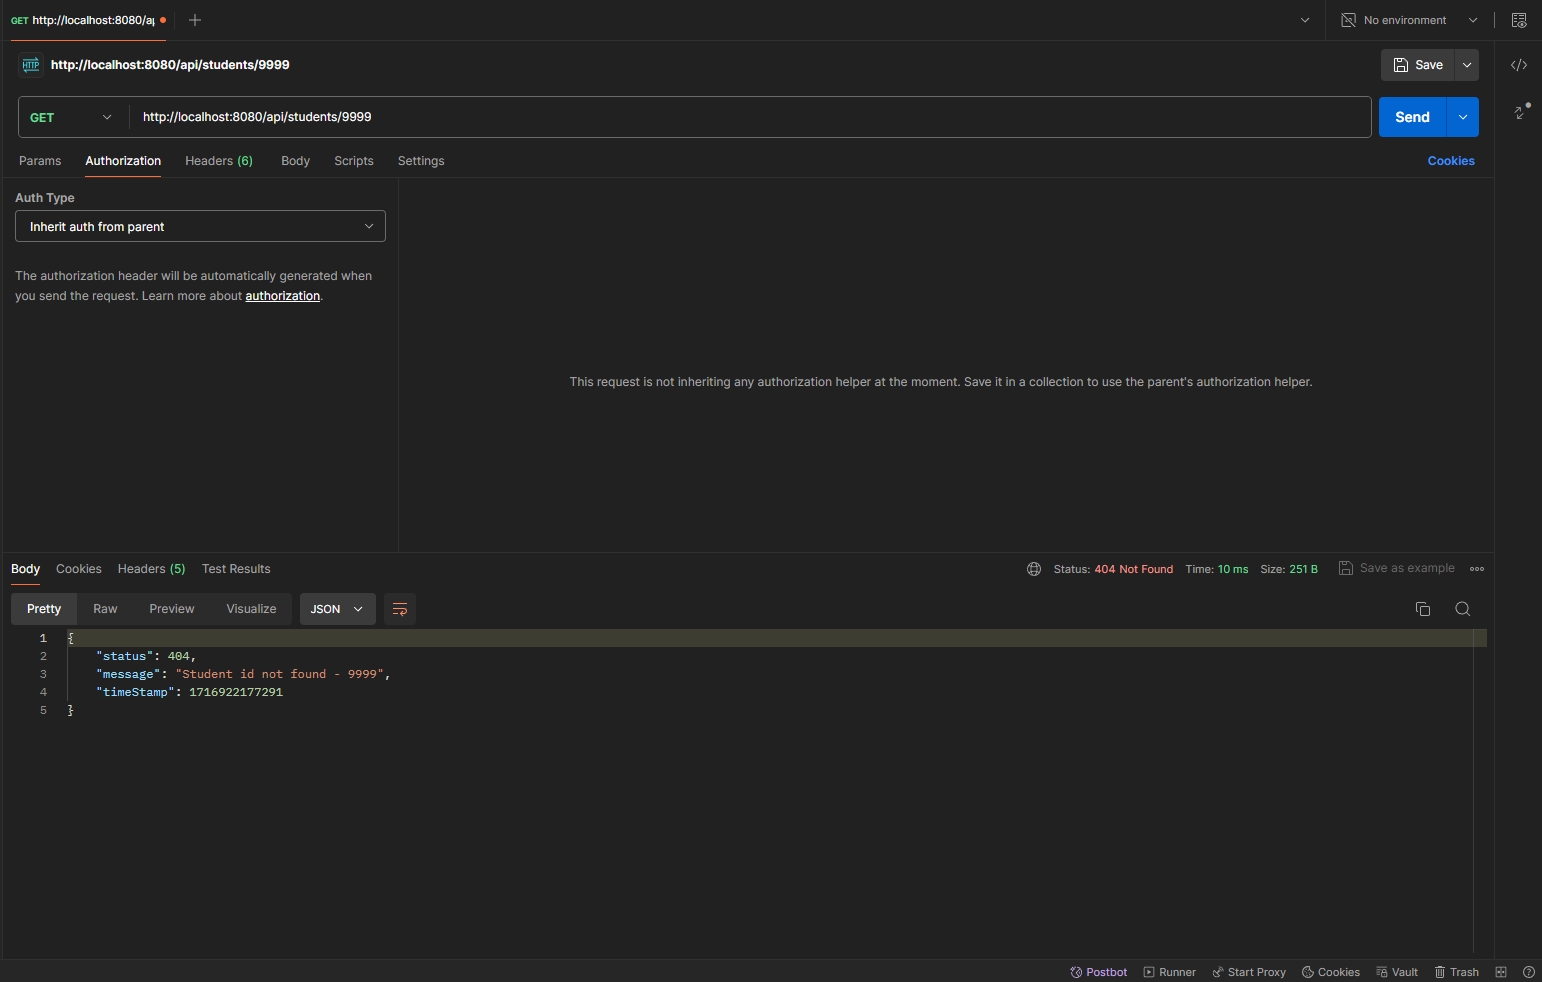 GET http://localhost:8080/ap
No environment
HTTP http://localhost:8080/api/students/9999
Save
GET http://localhost:8080/api/students/9999
Send
Params Authorization Headers (6) Body Scripts Settings Cookies
Auth Type
Inherit auth from parent
The authorization header will be automatically generated when
you send the request. Learn more about authorization.
This request is not inheriting any authorization helper at the moment. Save it in a collection to use the parent's authorization helper.
Body Cookies Headers (5) Test Results Status: 404 Not Found Time: 10 ms Size: 251 B Save as example
Pretty Raw Preview Visualize JSON
1 {
2 "status": 404,
3 "message": "Student id not found - 9999",
4 "timeStamp": 1716922177291
5 }
Postbot Runner Start Proxy Cookies Vault Trash